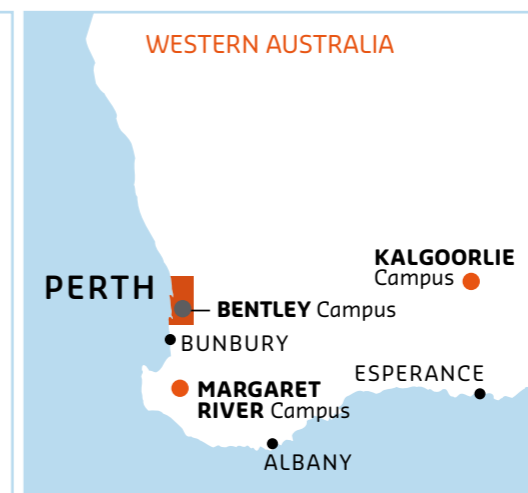 WESTERN AUSTRALIA
KALGOORLIE
Campus
PERTH
BENTLEY Campus
BUNBURY
ESPERANCE
MARGARET
RIVER Campus
ALBANY